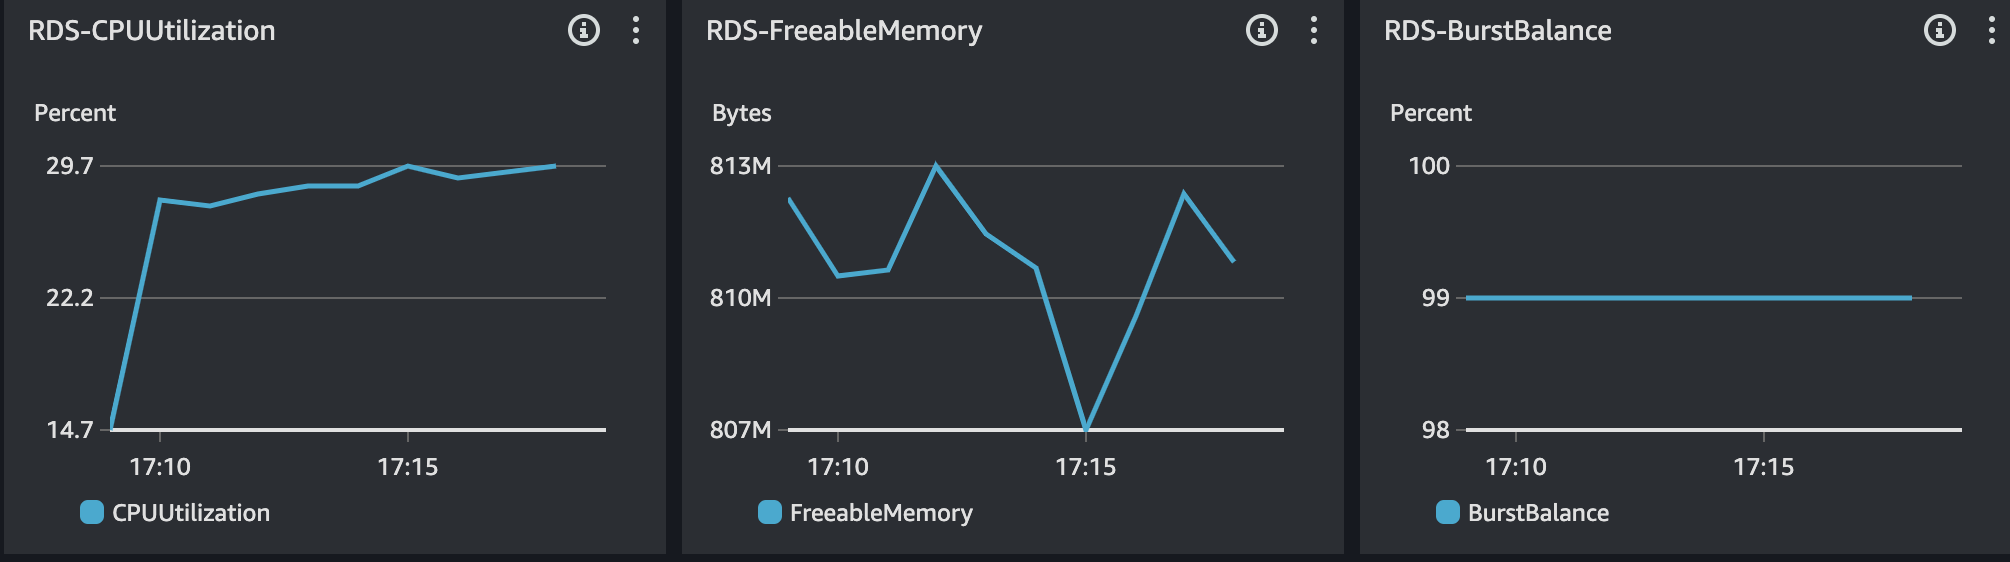 RDS-CPUUtilization
Percent
29.7
22.2
14.7
17:10 17:15
CPUUtilization
RDS-FreeableMemory
Bytes
813M
810M
807M
17:10 17:15
FreeableMemory
RDS-BurstBalance
Percent
100
99
98
17:10 17:15
BurstBalance